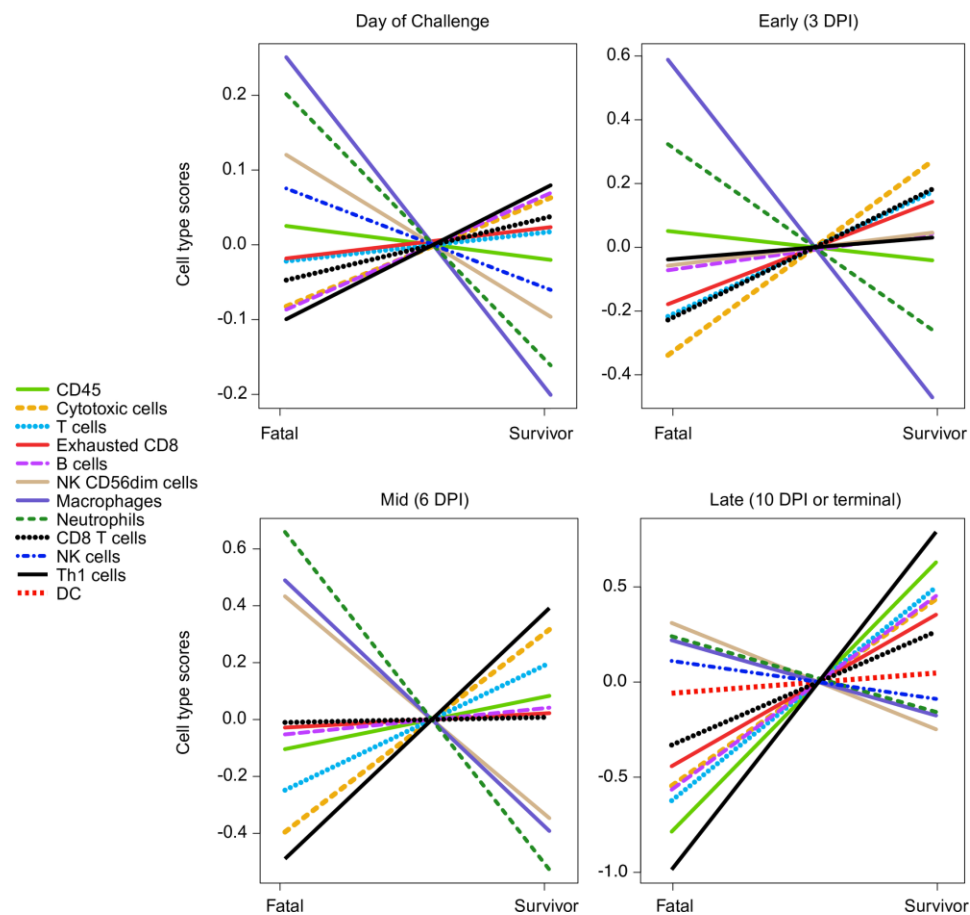 Day of Challenge
Early (3 DPI)
Cell type scores
0.2
0.1
0.0
-0.1
-0.2
Fatal
Survivor
0.6
0.4
0.2
0.0
-0.2
-0.4
Fatal
Survivor
CD45
Cytotoxic cells
T cells
Exhausted CD8
B cells
NK CD56dim cells
Macrophages
Neutrophils
CD8 T cells
NK cells
Th1 cells
DC
Mid (6 DPI)
Late (10 DPI or terminal)
Cell type scores
0.6
0.4
0.2
0.0
-0.2
-0.4
Fatal
Survivor
0.5
0.0
-0.5
-1.0
Fatal
Survivor